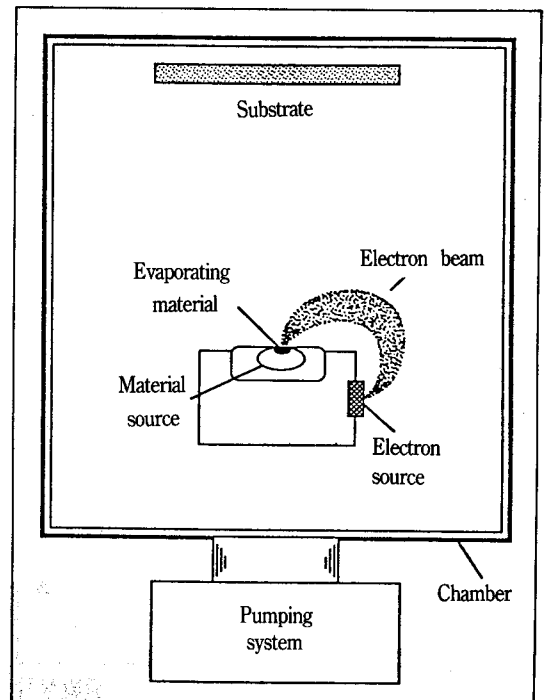 Substrate
Electron beam
Evaporating
material
Material
source
Electron
source
Chamber
Pumping
system